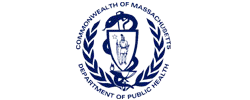 COMMONWEALTH OF MASSACHUSETTS
DEPARTMENT OF PUBLIC HEALTH